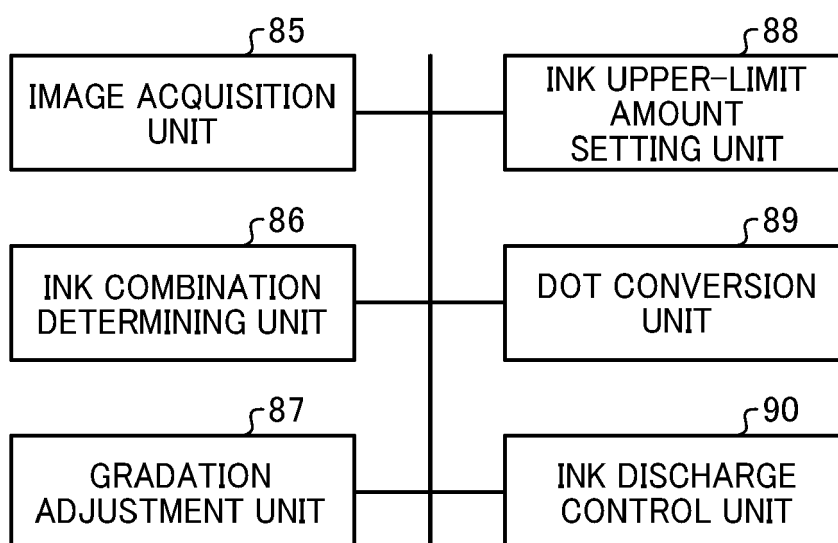 85
IMAGE ACQUISITION
UNIT
88
INK UPPER-LIMIT
AMOUNT
SETTING UNIT
86
INK COMBINATION
DETERMINING UNIT
89
DOT CONVERSION
UNIT
87
GRADATION
ADJUSTMENT UNIT
90
INK DISCHARGE
CONTROL UNIT